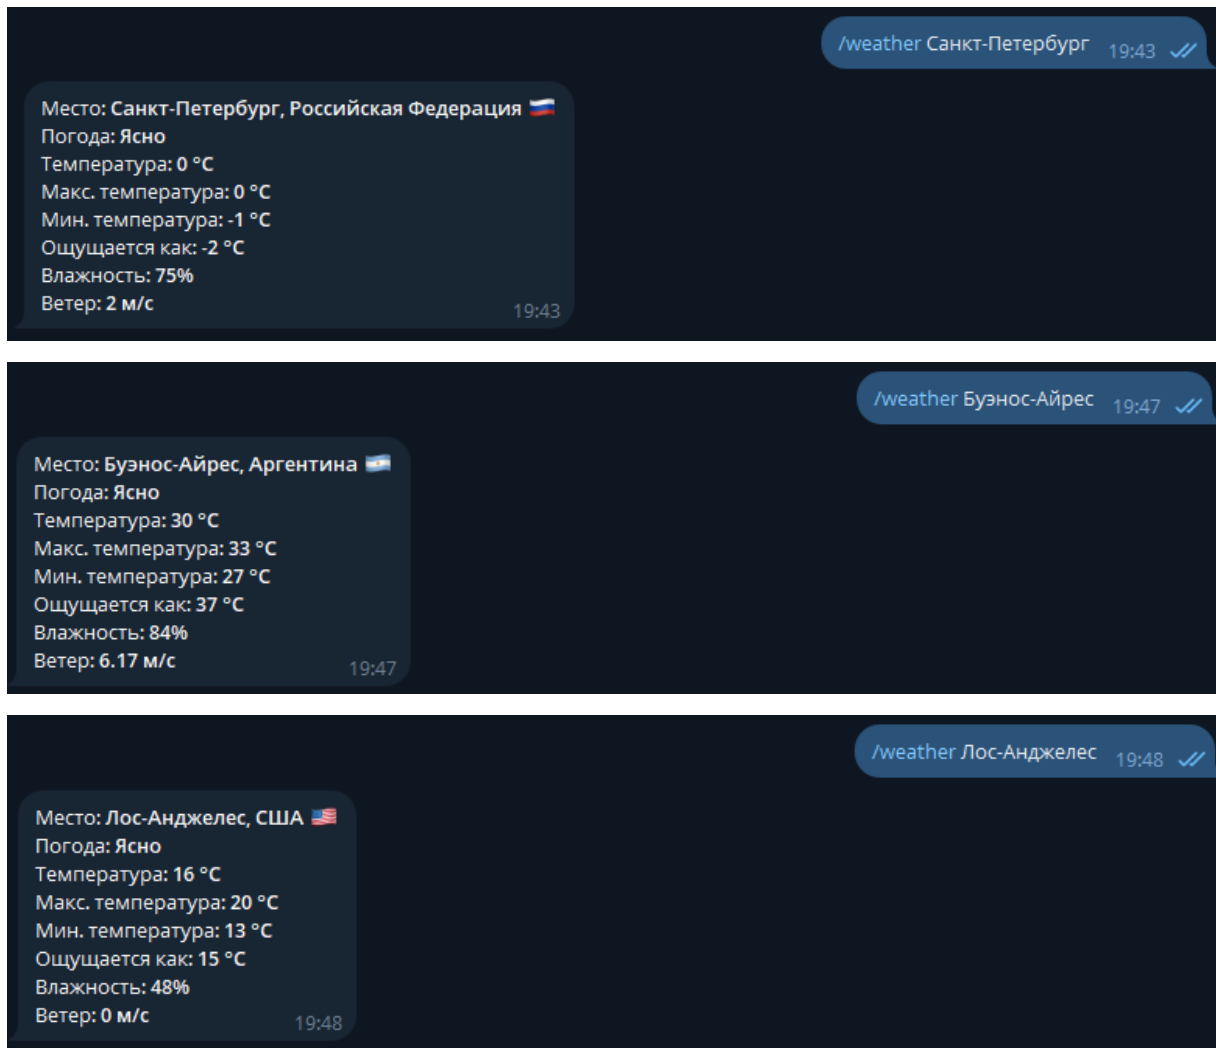 /weather Санкт-Петербург 19:43
Место: Санкт-Петербург, Российская Федерация 🇷🇺
Погода: Ясно
Температура: 0 °C
Макс. температура: 0 °C
Мин. температура: -1 °C
Ощущается как: -2 °C
Влажность: 75%
Ветер: 2 м/с
19:43
/weather Буэнос-Айрес 19:47
Место: Буэнос-Айрес, Аргентина 🇦🇷
Погода: Ясно
Температура: 30 °C
Макс. температура: 33 °C
Мин. температура: 27 °C
Ощущается как: 37 °C
Влажность: 84%
Ветер: 6.17 м/с
19:47
/weather Лос-Анджелес 19:48
Место: Лос-Анджелес, США 🇺🇸
Погода: Ясно
Температура: 16 °C
Макс. температура: 20 °C
Мин. температура: 13 °C
Ощущается как: 15 °C
Влажность: 48%
Ветер: 0 м/с
19:48